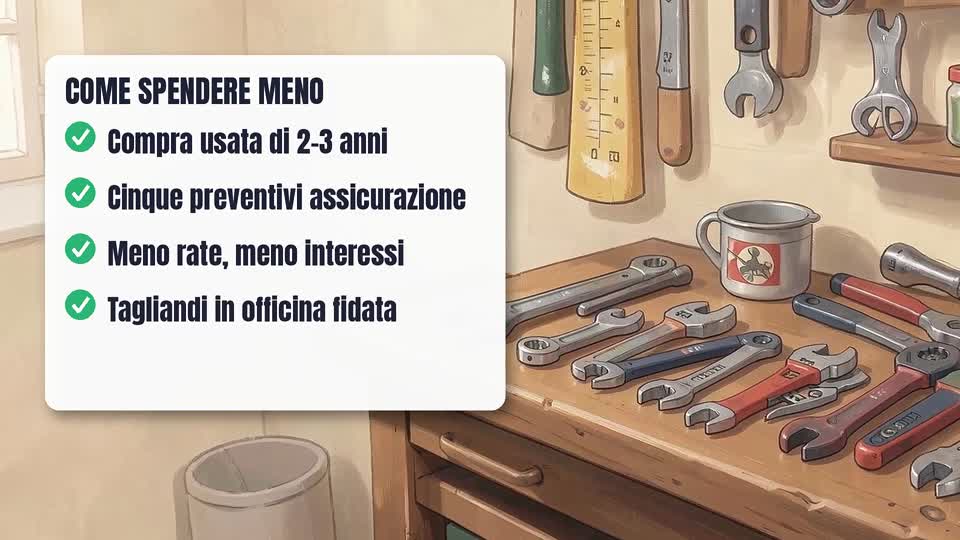 COME SPENDERE MENO
Compra usata di 2-3 anni
Cinque preventivi assicurazione
Meno rate, meno interessi
Tagliandi in officina fidata